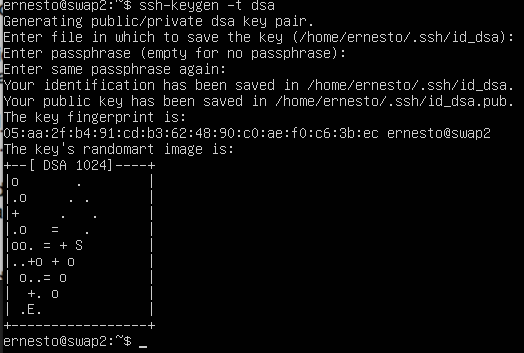 ernesto@swap2:~$ ssh-keygen -t dsa
Generating public/private dsa key pair.
Enter file in which to save the key (/home/ernesto/.ssh/id_dsa):
Enter passphrase (empty for no passphrase):
Enter same passphrase again:
Your identification has been saved in /home/ernesto/.ssh/id_dsa.
Your public key has been saved in /home/ernesto/.ssh/id_dsa.pub.
The key fingerprint is:
05:aa:2f:b4:91:cd:b3:62:48:90:c0:ae:f0:c6:3b:ec ernesto@swap2
The key's randomart image is:
+--[ DSA 1024]----+
|o       .        |
|.o     . .       |
|+     .   .      |
|.o   =   .       |
|oo. = + S        |
|..+o + o         |
| o..= o          |
|  +. o           |
| .E.             |
+-----------------+
ernesto@swap2:~$ _